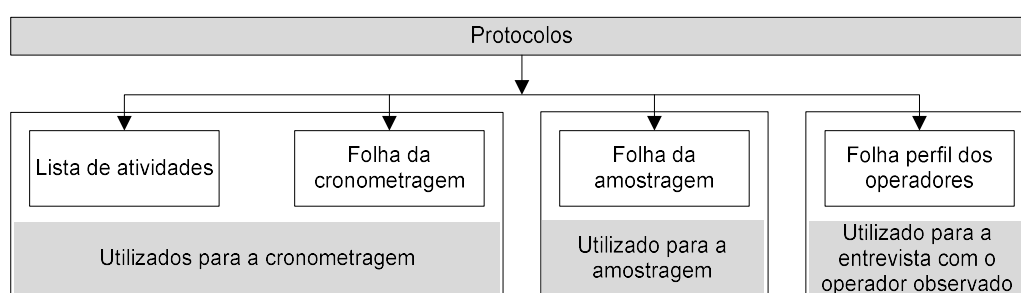 Protocolos
Lista de atividades
Folha da
cronometragem
Folha da
amostragem
Folha perfil dos
operadores
Utilizados para a cronometragem
Utilizado para a
amostragem
Utilizado para a
entrevista com o
operador observado